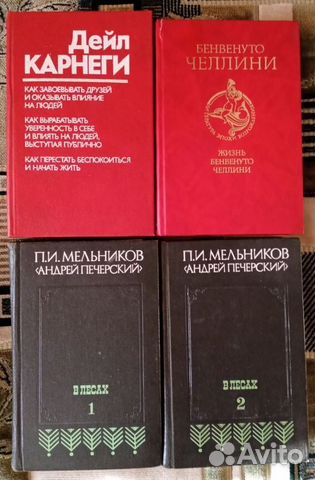 Дейл
КАРНЕГИ
КАК ЗАВОЕВЫВАТЬ ДРУЗЕЙ
И ОКАЗЫВАТЬ ВЛИЯНИЕ
НА ЛЮДЕЙ
КАК ВЫРАБАТЫВАТЬ
УВЕРЕННОСТЬ В СЕБЕ
И ВЛИЯТЬ НА ЛЮДЕЙ,
ВЫСТУПАЯ ПУБЛИЧНО
КАК ПЕРЕСТАТЬ БЕСПОКОИТЬСЯ
И НАЧАТЬ ЖИТЬ
БЕНВЕНУТО
ЧЕЛЛИНИ
ЖИЗНЬ
БЕНВЕНУТО
ЧЕЛЛИНИ
П.И. МЕЛЬНИКОВ
(АНДРЕЙ ПЕЧЕРСКИЙ)
В ЛЕСАХ
1
П.И. МЕЛЬНИКОВ
(АНДРЕЙ ПЕЧЕРСКИЙ)
В ЛЕСАХ
2
Avito